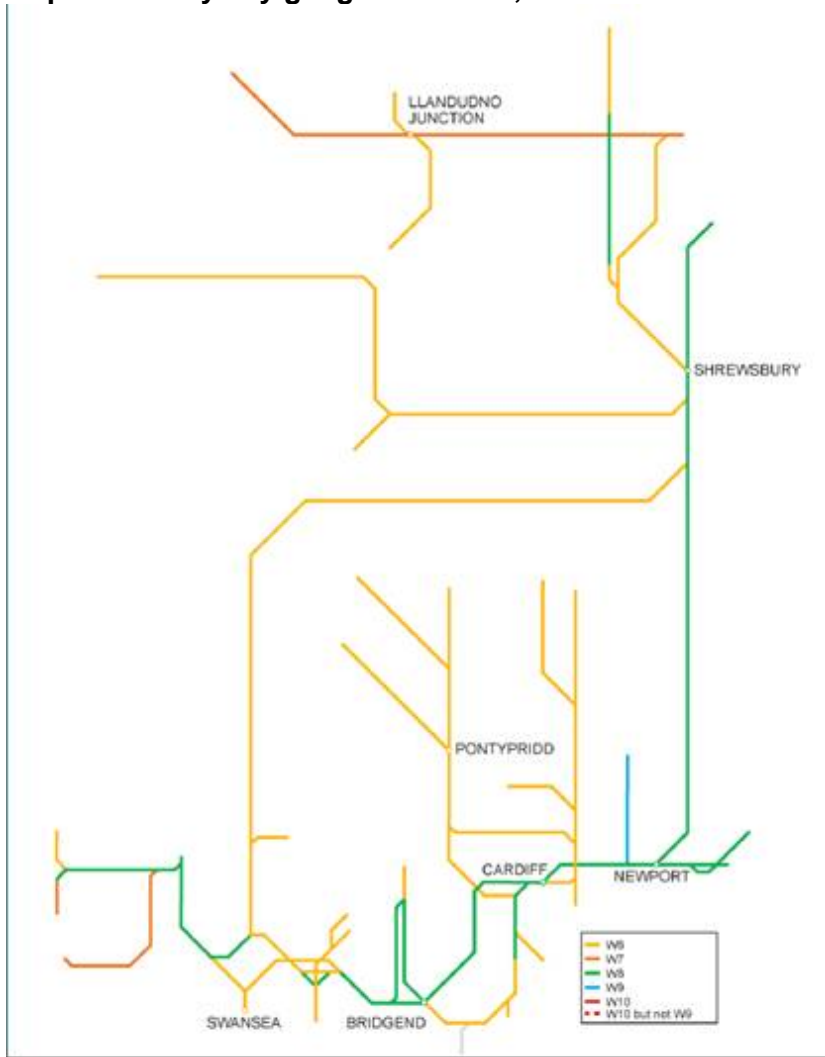 LLANDUDNO
JUNCTION
SHREWSBURY
PONTYPRIDD
CARDIFF
NEWPORT
SWANSEA
BRIDGEND
W6
W7
W8
W9
W10
W10 but not W9